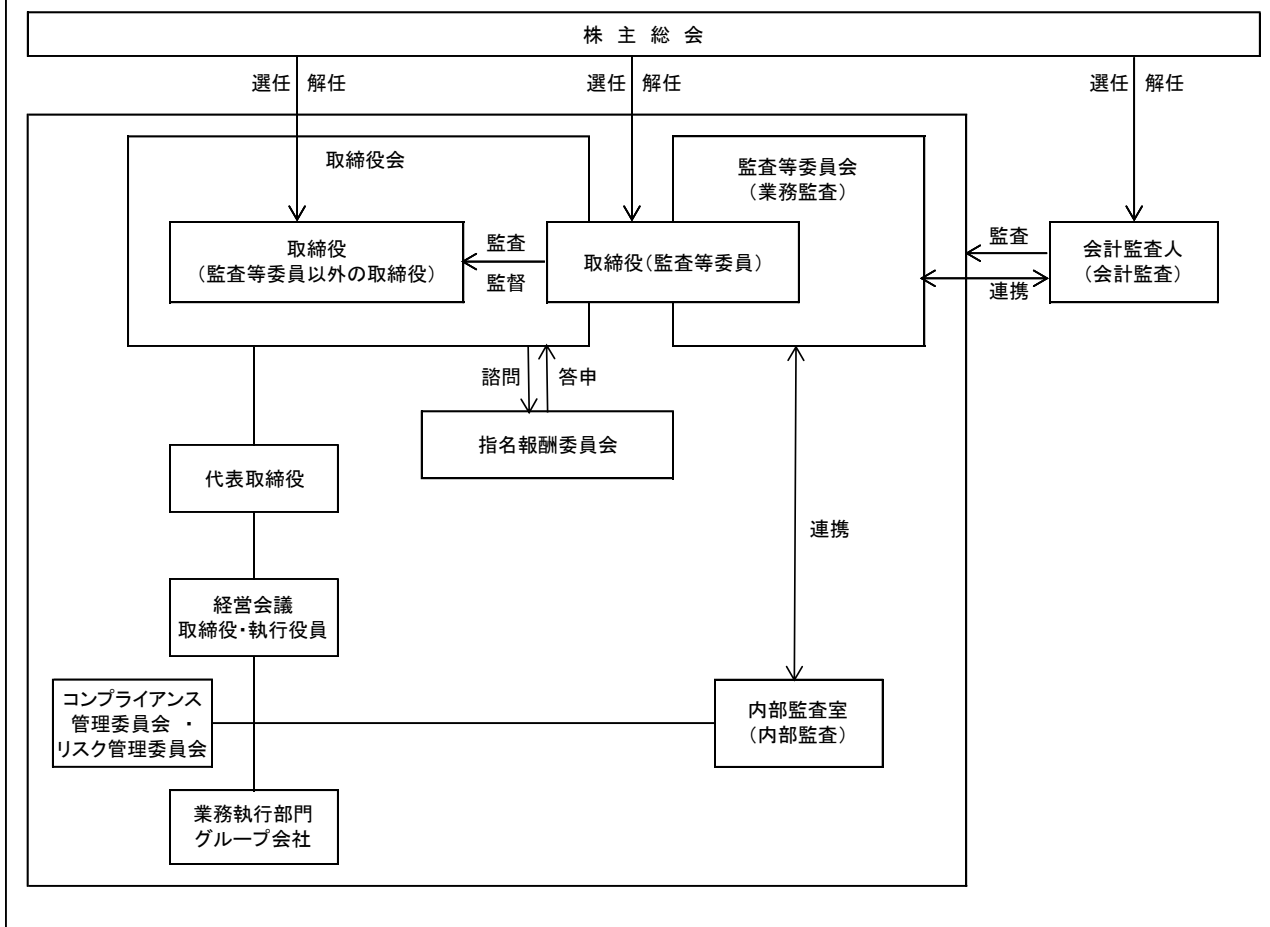 株 主 総 会
選任 解任
選任 解任
選任 解任
取締役会
監査等委員会
(業務監査)
取締役
(監査等委員以外の取締役)
監査
監督
取締役(監査等委員)
監査
連携
会計監査人
(会計監査)
諮問 答申
指名報酬委員会
代表取締役
連携
経営会議
取締役・執行役員
コンプライアンス
管理委員会 ・
リスク管理委員会
内部監査室
(内部監査)
業務執行部門
グループ会社